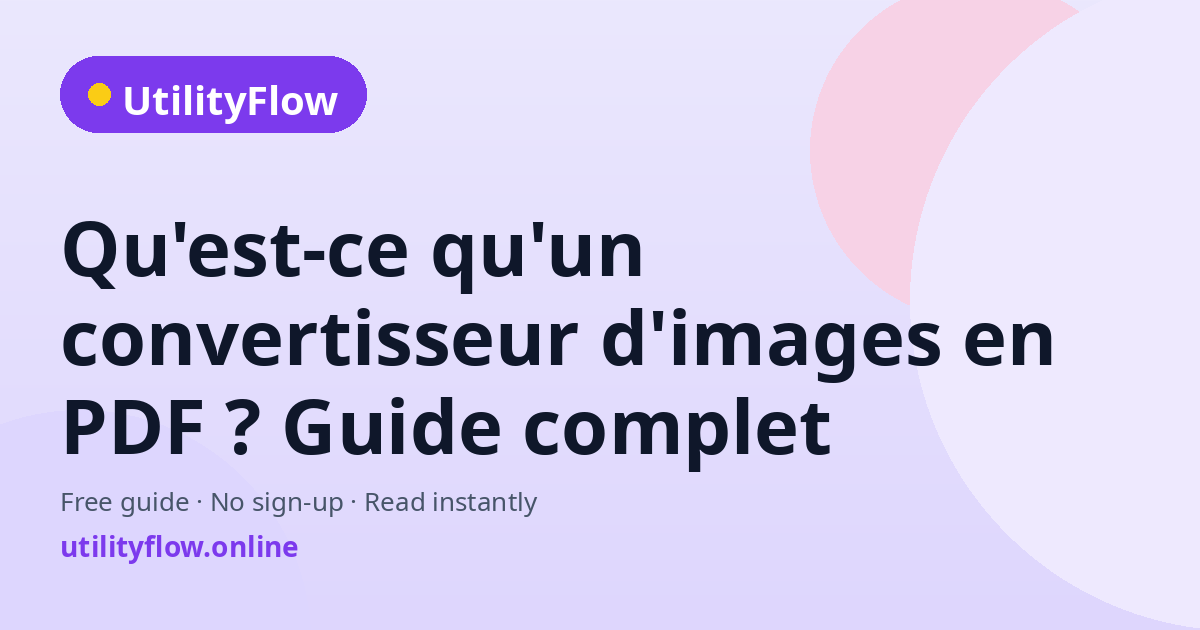 UtilityFlow
Qu'est-ce qu'un
convertisseur d'images en
PDF ? Guide complet
Free guide · No sign-up · Read instantly
utilityflow.online